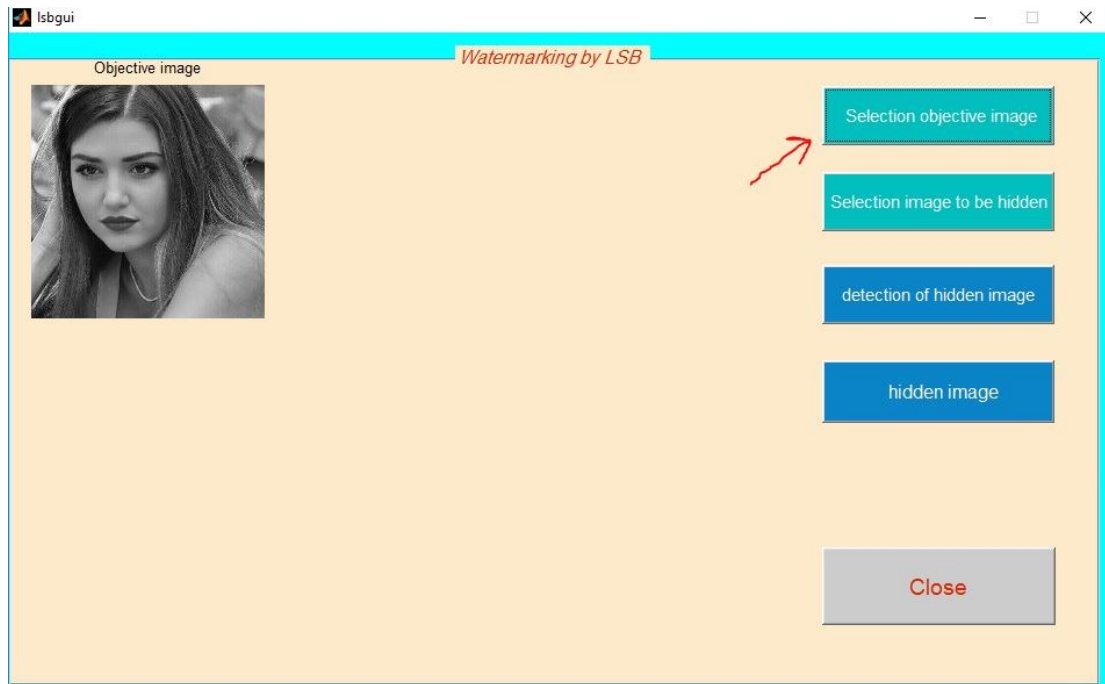 lsbgui
Watermarking by LSB
Objective image
Selection objective image
Selection image to be hidden
detection of hidden image
hidden image
Close